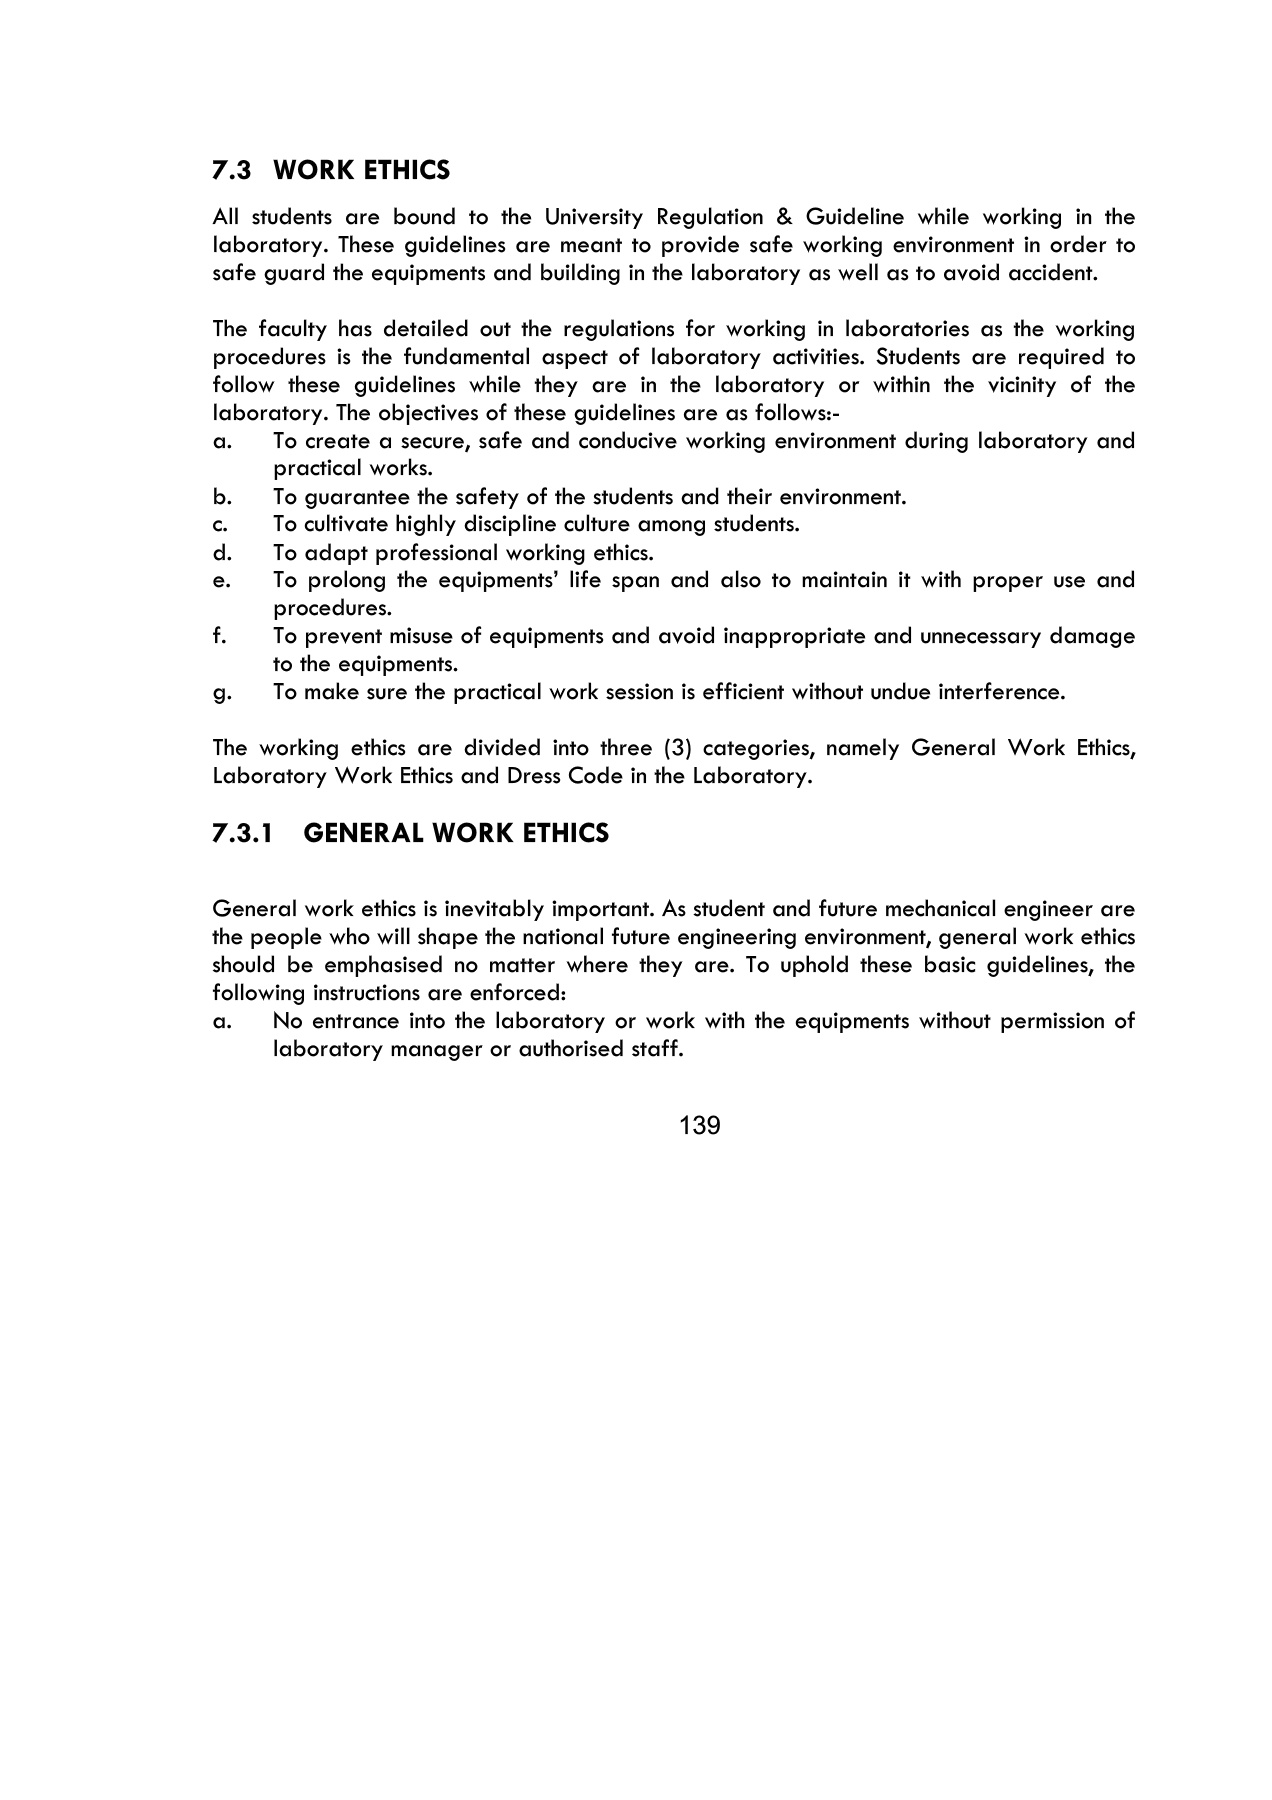 7.3 WORK ETHICS
All students are bound to the University Regulation & Guideline while working in the
laboratory. These guidelines are meant to provide safe working environment in order to
safe guard the equipments and building in the laboratory as well as to avoid accident.
The faculty has detailed out the regulations for working in laboratories as the working
procedures is the fundamental aspect of laboratory activities. Students are required to
follow these guidelines while they are in the laboratory or within the vicinity of the
laboratory. The objectives of these guidelines are as follows:-
a. To create a secure, safe and conducive working environment during laboratory and
practical works.
b. To guarantee the safety of the students and their environment.
c. To cultivate highly discipline culture among students.
d. To adapt professional working ethics.
e. To prolong the equipments’ life span and also to maintain it with proper use and
procedures.
f. To prevent misuse of equipments and avoid inappropriate and unnecessary damage
to the equipments.
g. To make sure the practical work session is efficient without undue interference.
The working ethics are divided into three (3) categories, namely General Work Ethics,
Laboratory Work Ethics and Dress Code in the Laboratory.
7.3.1 GENERAL WORK ETHICS
General work ethics is inevitably important. As student and future mechanical engineer are
the people who will shape the national future engineering environment, general work ethics
should be emphasised no matter where they are. To uphold these basic guidelines, the
following instructions are enforced:
a. No entrance into the laboratory or work with the equipments without permission of
laboratory manager or authorised staff.
139